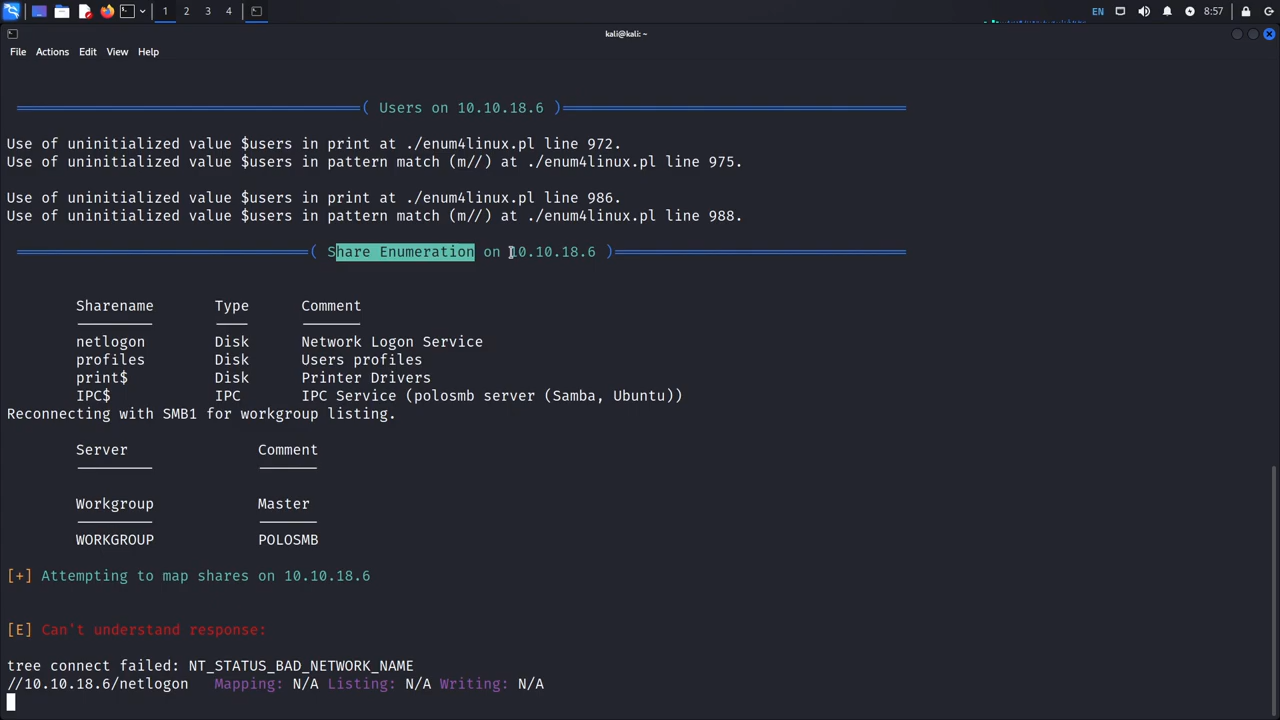 1 2 3 4 EN 8:57
kali@kali: ~
File Actions Edit View Help
( Users on 10.10.18.6 )
Use of uninitialized value $users in print at ./enum4linux.pl line 972.
Use of uninitialized value $users in pattern match (m//) at ./enum4linux.pl line 975.
Use of uninitialized value $users in print at ./enum4linux.pl line 986.
Use of uninitialized value $users in pattern match (m//) at ./enum4linux.pl line 988.
( Share Enumeration on 10.10.18.6 )
Sharename Type Comment
netlogon Disk Network Logon Service
profiles Disk Users profiles
print$ Disk Printer Drivers
IPC$ IPC IPC Service (polosmb server (Samba, Ubuntu))
Reconnecting with SMB1 for workgroup listing.
Server Comment
Workgroup Master
WORKGROUP POLOSMB
[+] Attempting to map shares on 10.10.18.6
[E] Can't understand response:
tree connect failed: NT_STATUS_BAD_NETWORK_NAME
//10.10.18.6/netlogon Mapping: N/A Listing: N/A Writing: N/A